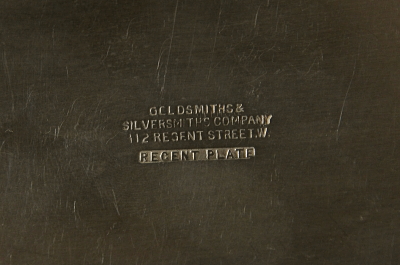 GOLDSMITHS &
SILVERSMITHS COMPANY
112 REGENT STREET.W.
REGENT PLATE